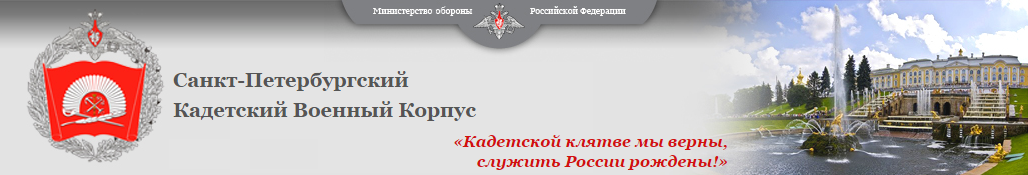 Министерство обороны Российской Федерации
Санкт-Петербургский
Кадетский Военный Корпус
«Кадетской клятве мы верны,
служить России рождены!»